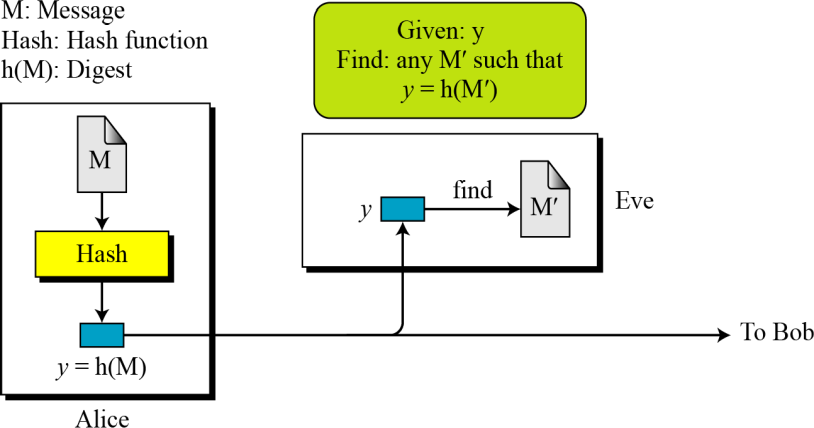 M: Message
Hash: Hash function
h(M): Digest
Given: y
Find: any M′ such that
y = h(M′)
M
Hash
y = h(M)
Alice
y
find
M′
Eve
To Bob